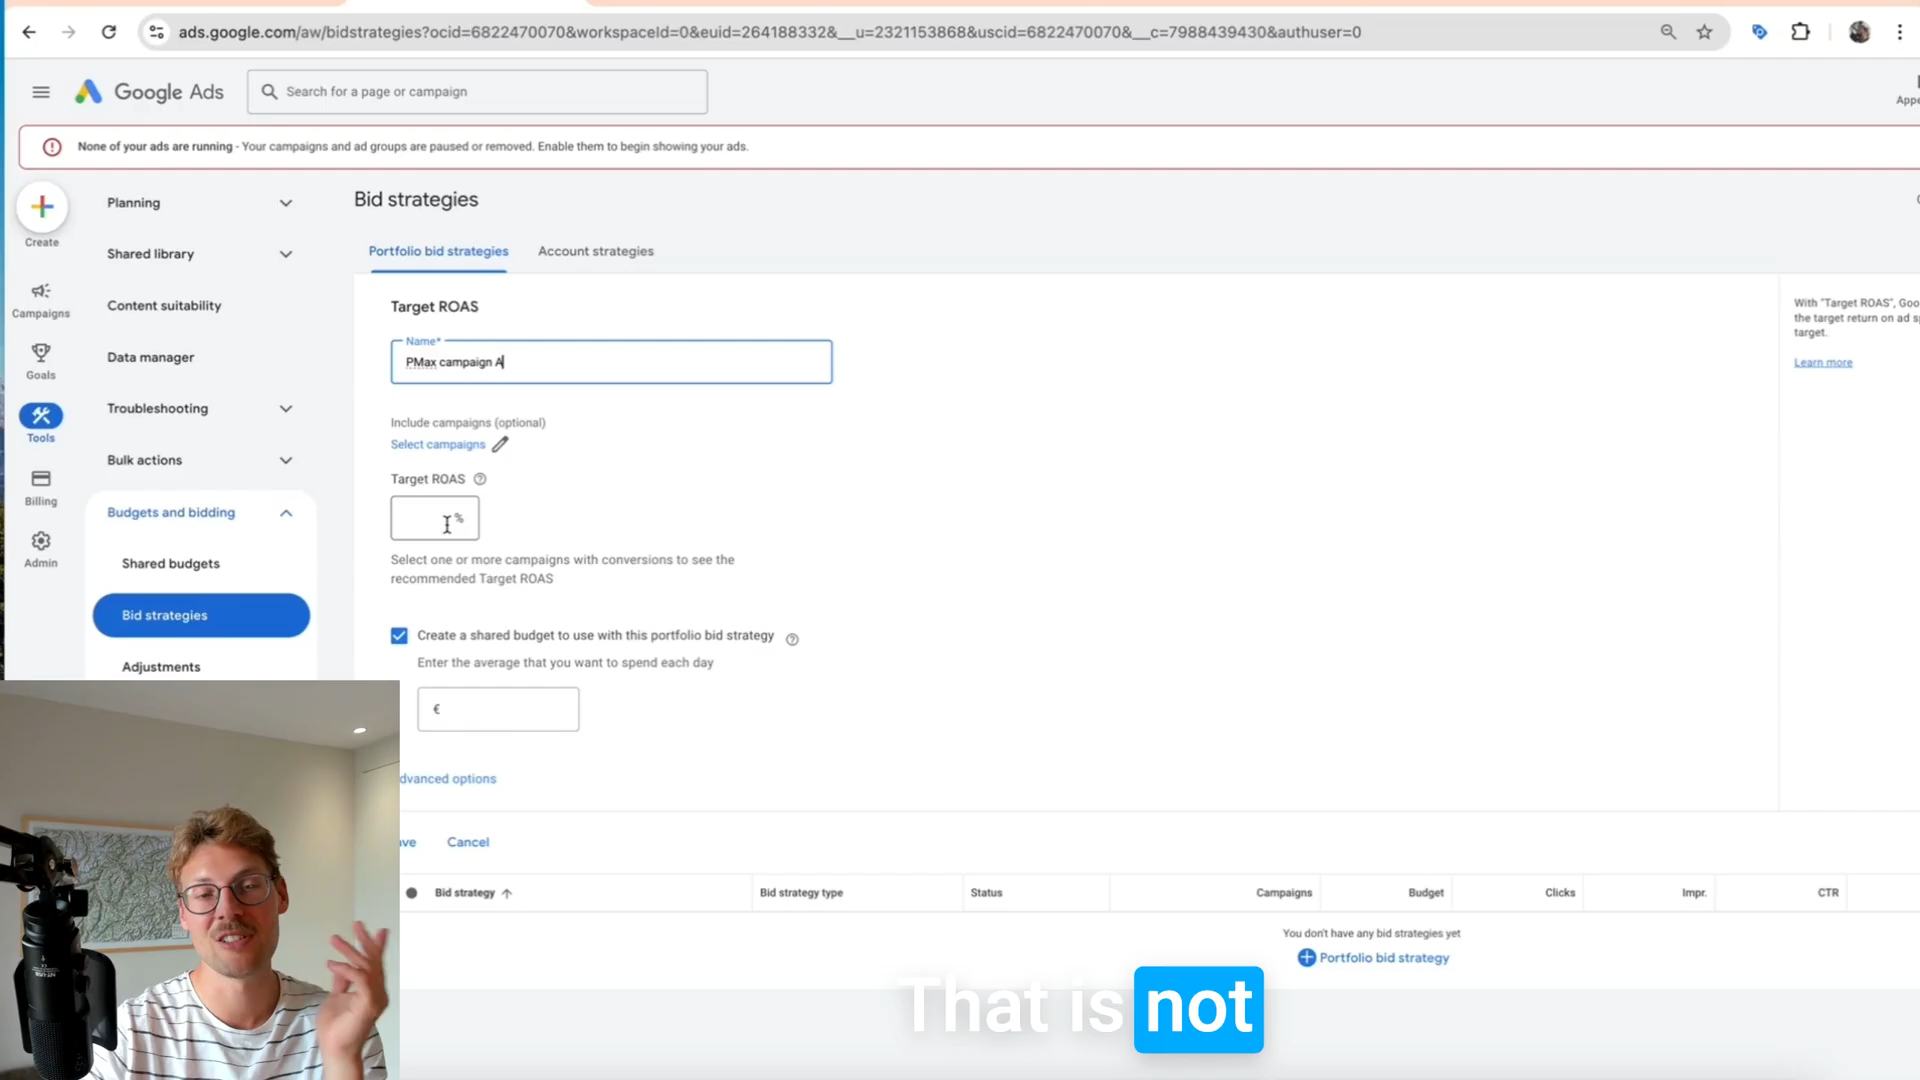 ads.google.com/aw/bidstrategies?ocid=6822470070&workspaceId=0&euid=264188332&__u=2321153868&uscid=6822470070&__c=7988439430&authuser=0
Google Ads
Search for a page or campaign
Appe
None of your ads are running - Your campaigns and ad groups are paused or removed. Enable them to begin showing your ads.
Create
Campaigns
Goals
Tools
Billing
Admin
Planning
Shared library
Content suitability
Data manager
Troubleshooting
Bulk actions
Budgets and bidding
Shared budgets
Bid strategies
Adjustments
Bid strategies
Portfolio bid strategies
Account strategies
Target ROAS
Name*
PMax campaign A
Include campaigns (optional)
Select campaigns
Target ROAS
%
Select one or more campaigns with conversions to see the
recommended Target ROAS
Create a shared budget to use with this portfolio bid strategy
Enter the average that you want to spend each day
€
dvanced options
ave
Cancel
With "Target ROAS", Goo
the target return on ad sp
target.
Learn more
Bid strategy
Bid strategy type
Status
Campaigns
Budget
Clicks
Impr.
CTR
You don't have any bid strategies yet
Portfolio bid strategy
That is not